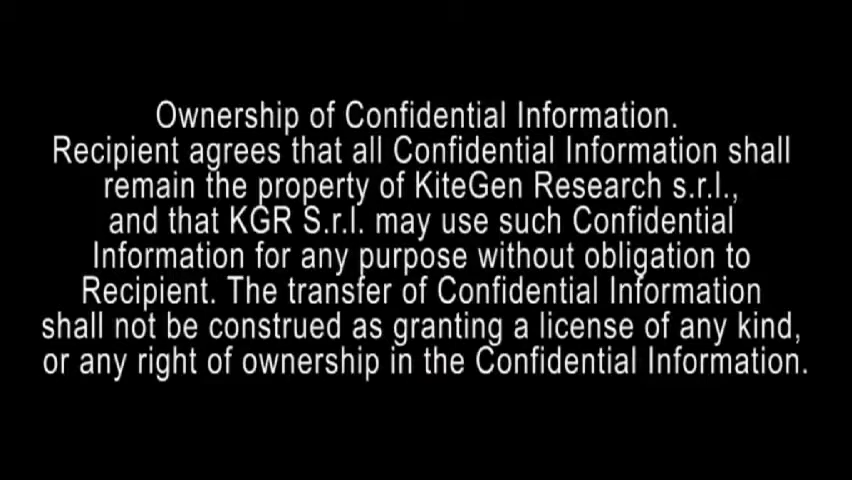 Ownership of Confidential Information.
Recipient agrees that all Confidential Information shall
remain the property of KiteGen Research s.r.l.,
and that KGR S.r.l. may use such Confidential
Information for any purpose without obligation to
Recipient. The transfer of Confidential Information
shall not be construed as granting a license of any kind,
or any right of ownership in the Confidential Information.